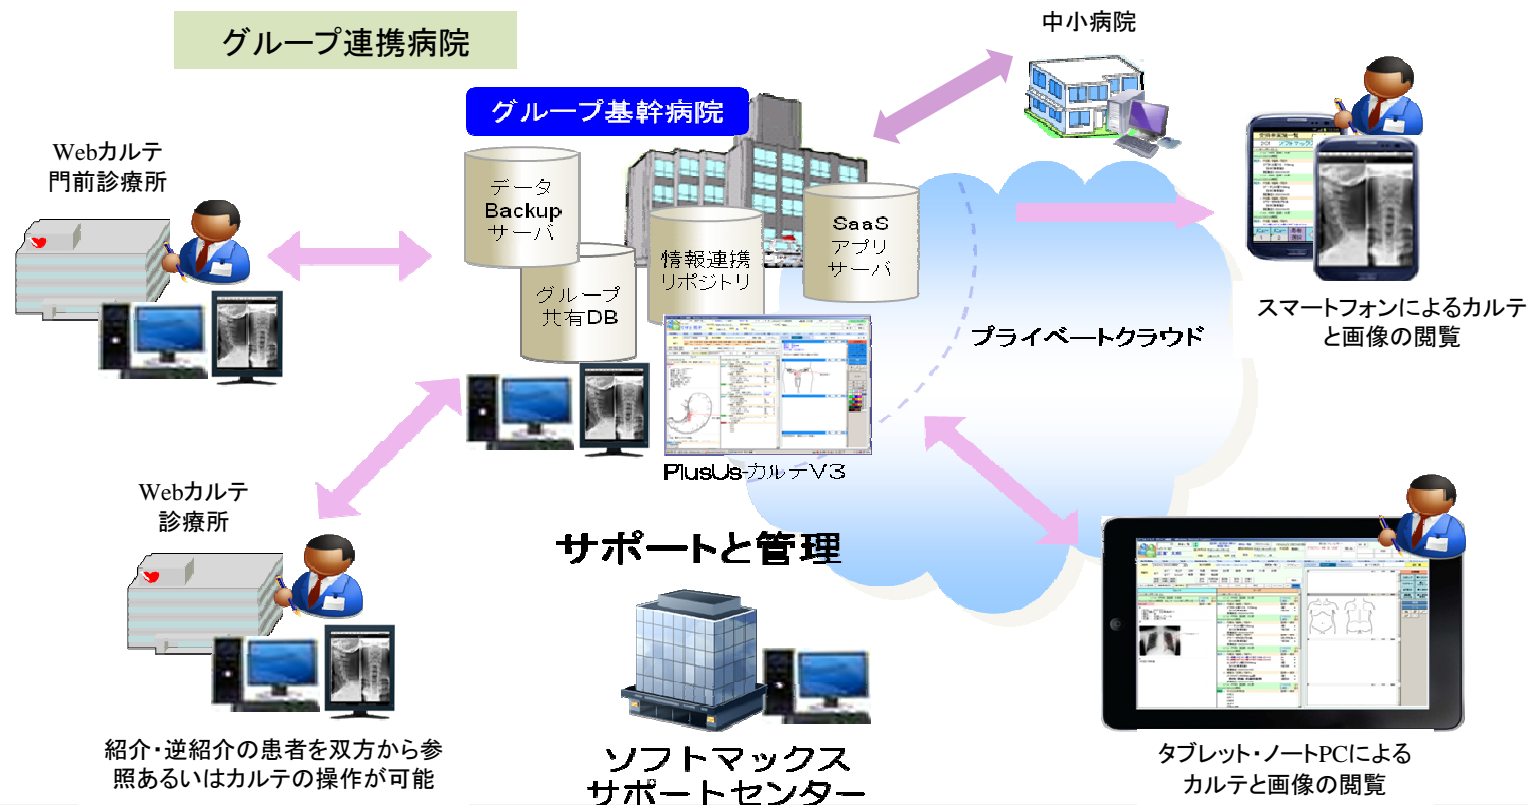 グループ連携病院
中小病院
グループ基幹病院
Webカルテ
門前診療所
データ
Backup
サーバ
SaaS
アプリ
サーバ
情報連携
リポジトリ
グループ
共有DB
プライベートクラウド
スマートフォンによるカルテ
と画像の閲覧
PlusUs-カルテV3
Webカルテ
診療所
サポートと管理
紹介・逆紹介の患者を双方から参
照あるいはカルテの操作が可能
ソフトマックス
サポートセンター
タブレット・ノートPCによる
カルテと画像の閲覧